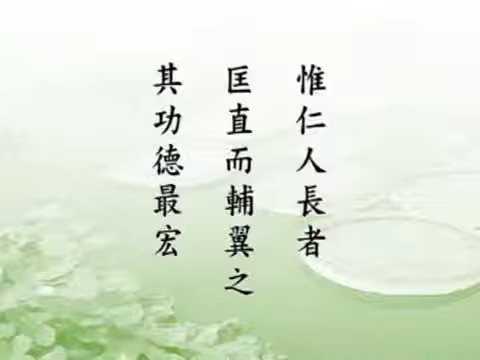 惟仁人長者
匡直而輔翼之
其功德最宏